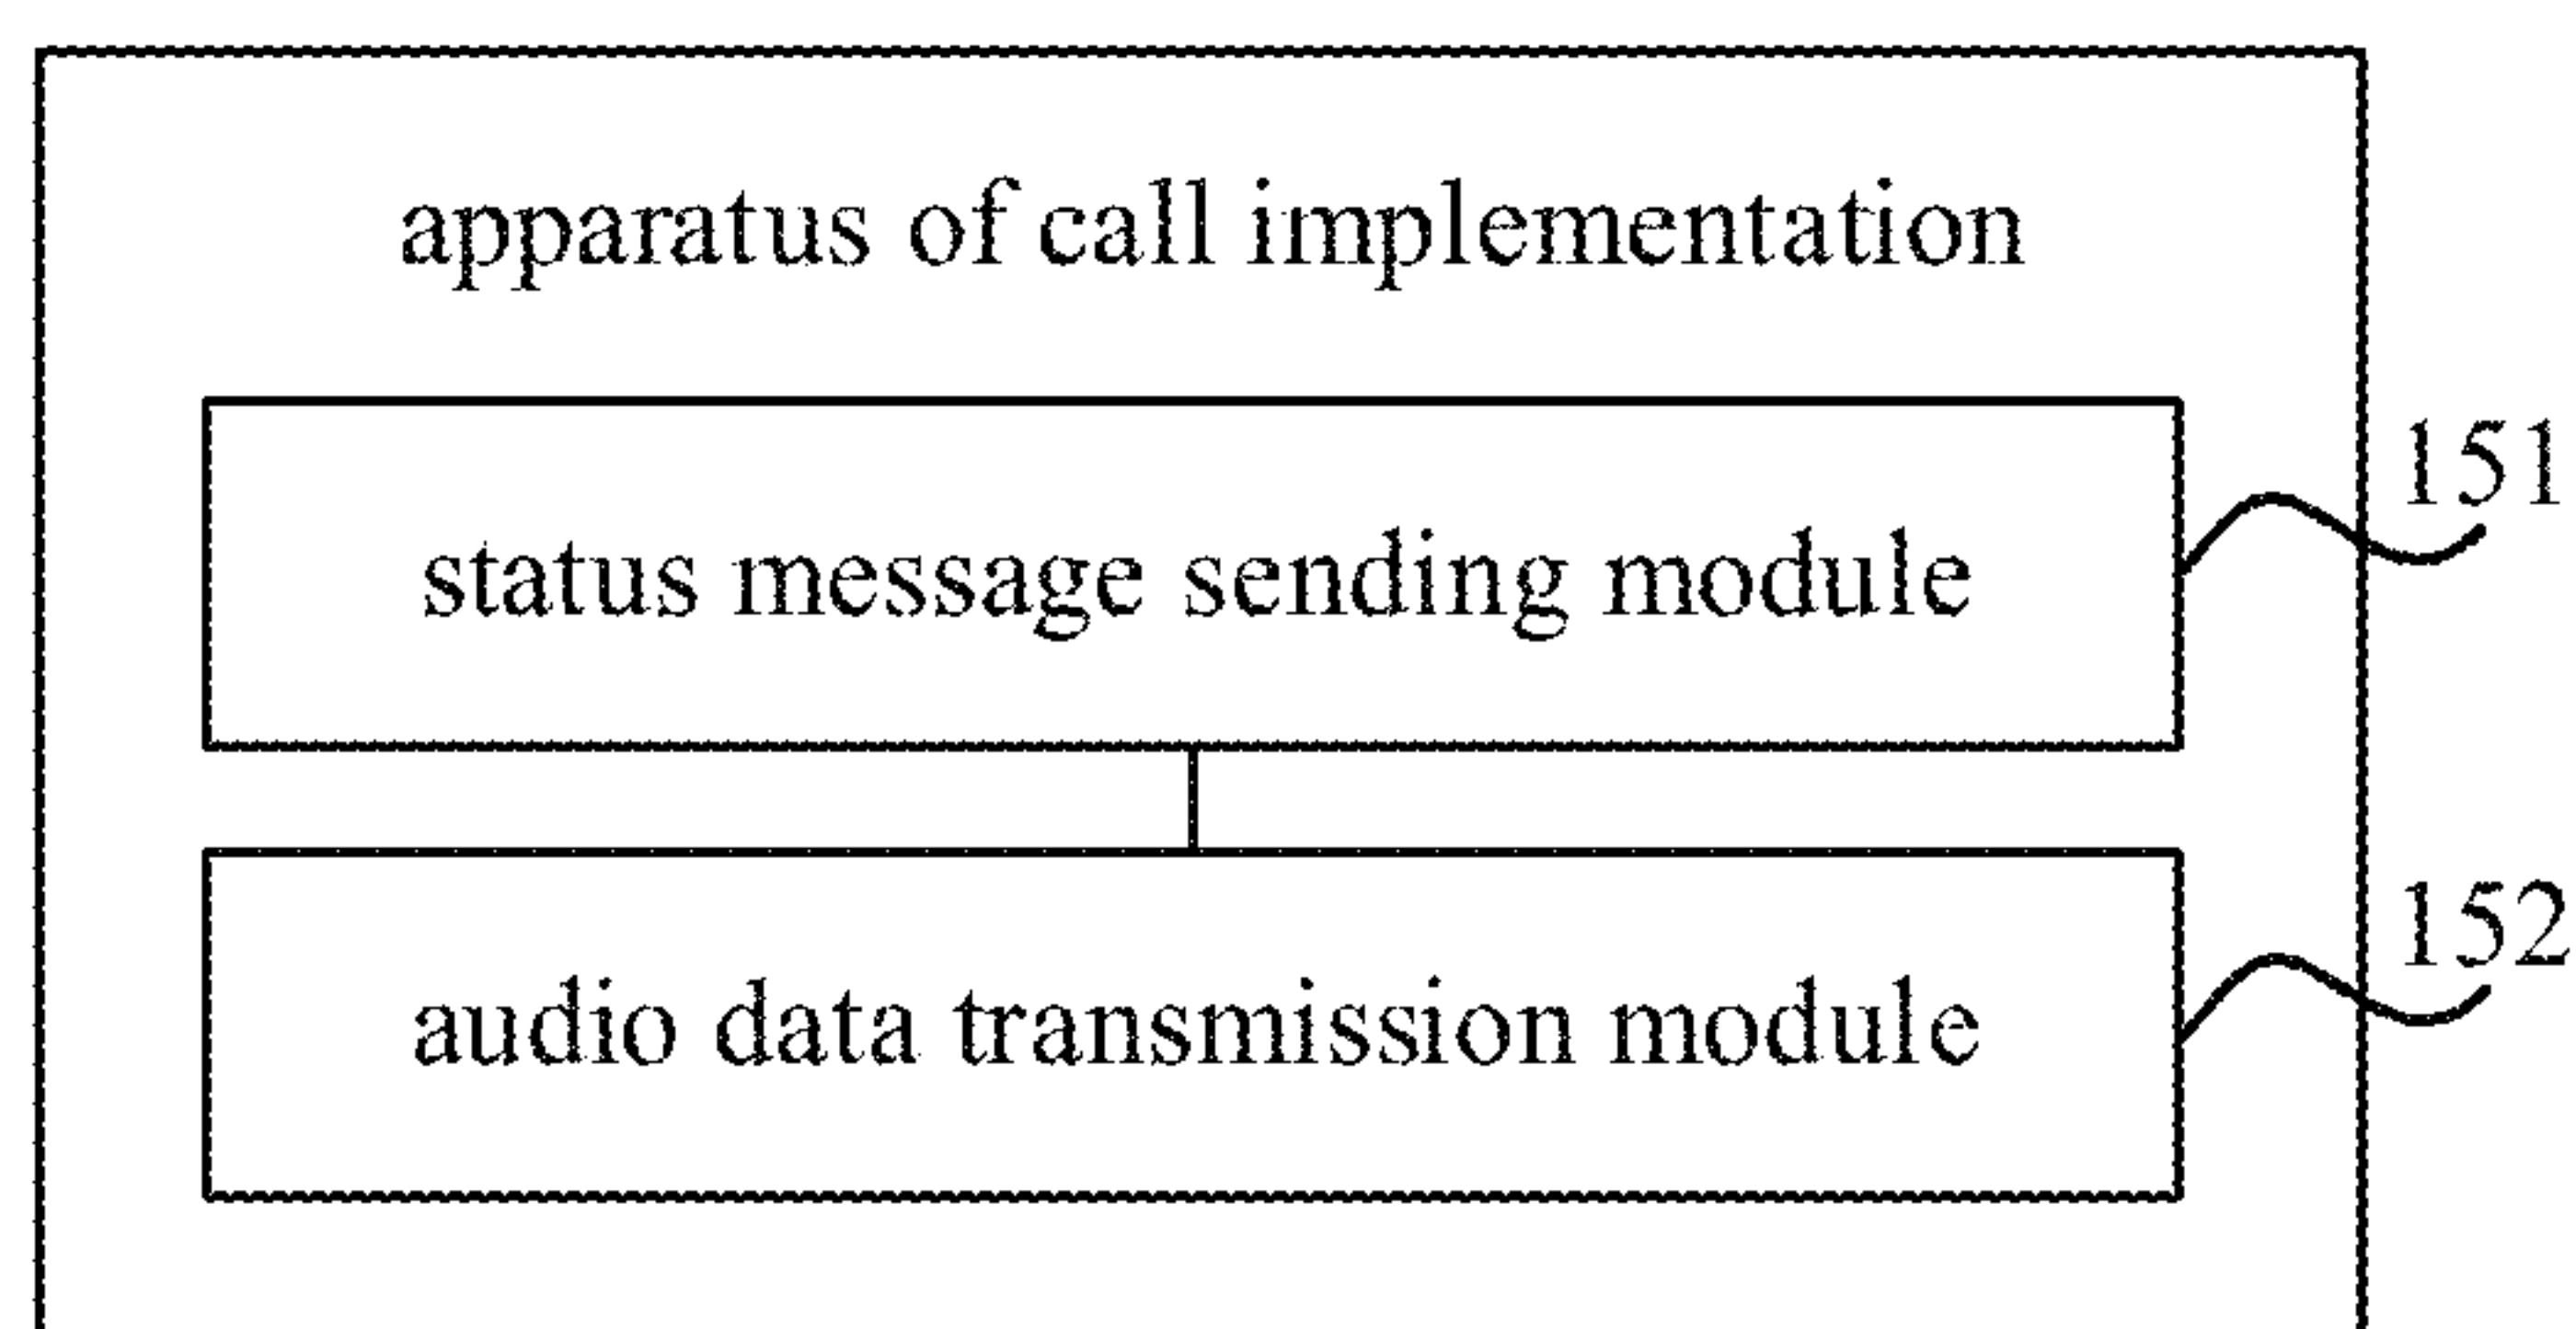 apparatus of call implementation
151
status message sending module
152
audio data transmission module